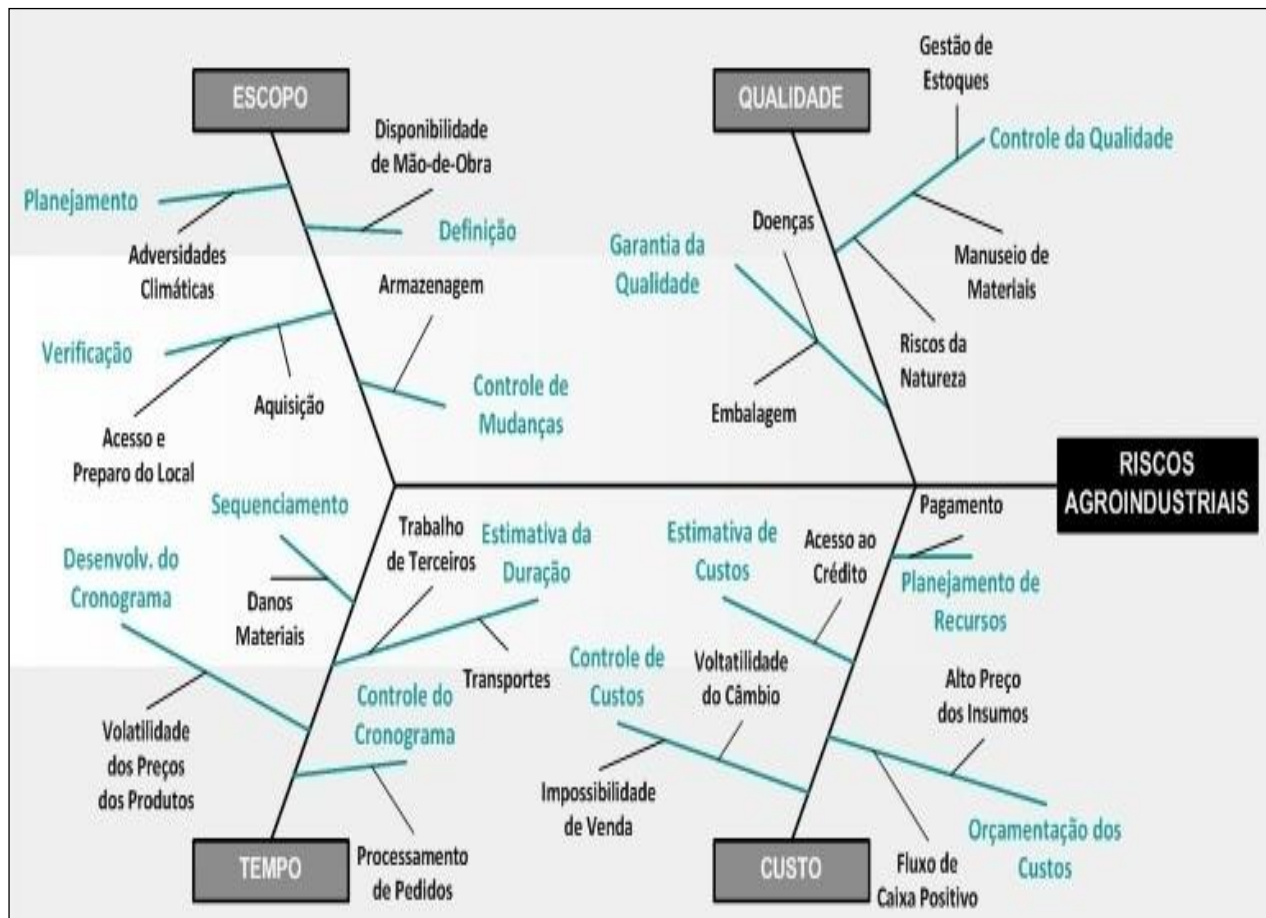 ESCOPO
Planejamento
Adversidades
Climáticas
Disponibilidade
de Mão-de-Obra
Definição
Verificação
Acesso e
Preparo do Local
Aquisição
Armazenagem
Controle de
Mudanças
QUALIDADE
Gestão de
Estoques
Controle da Qualidade
Manuseio de
Materiais
Riscos da
Natureza
Garantia da
Qualidade
Doenças
Embalagem
RISCOS
AGROINDUSTRIAIS
Sequenciamento
Danos
Materiais
Desenvolv. do
Cronograma
Volatilidade
dos Preços
dos Produtos
Trabalho
de Terceiros
Estimativa da
Duração
Transportes
Controle do
Cronograma
Processamento
de Pedidos
TEMPO
Pagamento
Planejamento de
Recursos
Estimativa de
Custos
Acesso ao
Crédito
Controle de
Custos
Voltatilidade
do Câmbio
Impossibilidade
de Venda
Alto Preço
dos Insumos
Fluxo de
Caixa Positivo
Orçamentação dos
Custos
CUSTO